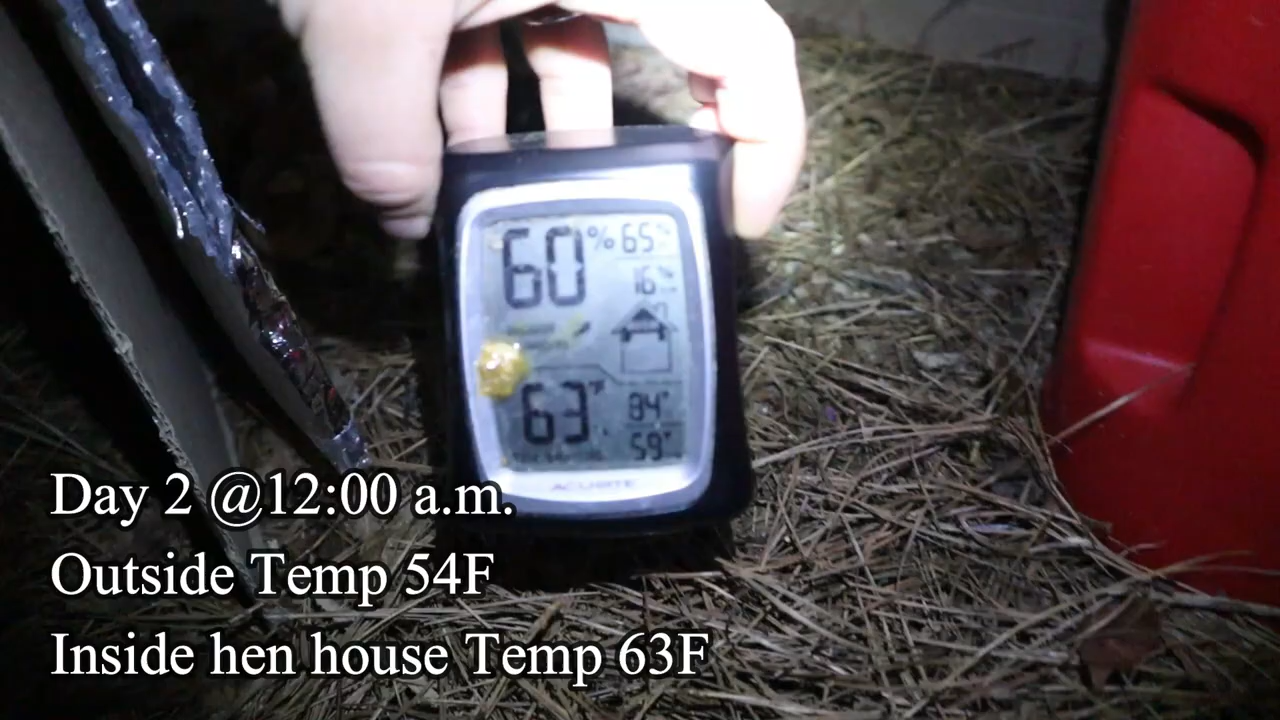 60% 65%
16%
63°F 84°
59°
ACURITE
Day 2 @12:00 a.m.
Outside Temp 54F
Inside hen house Temp 63F